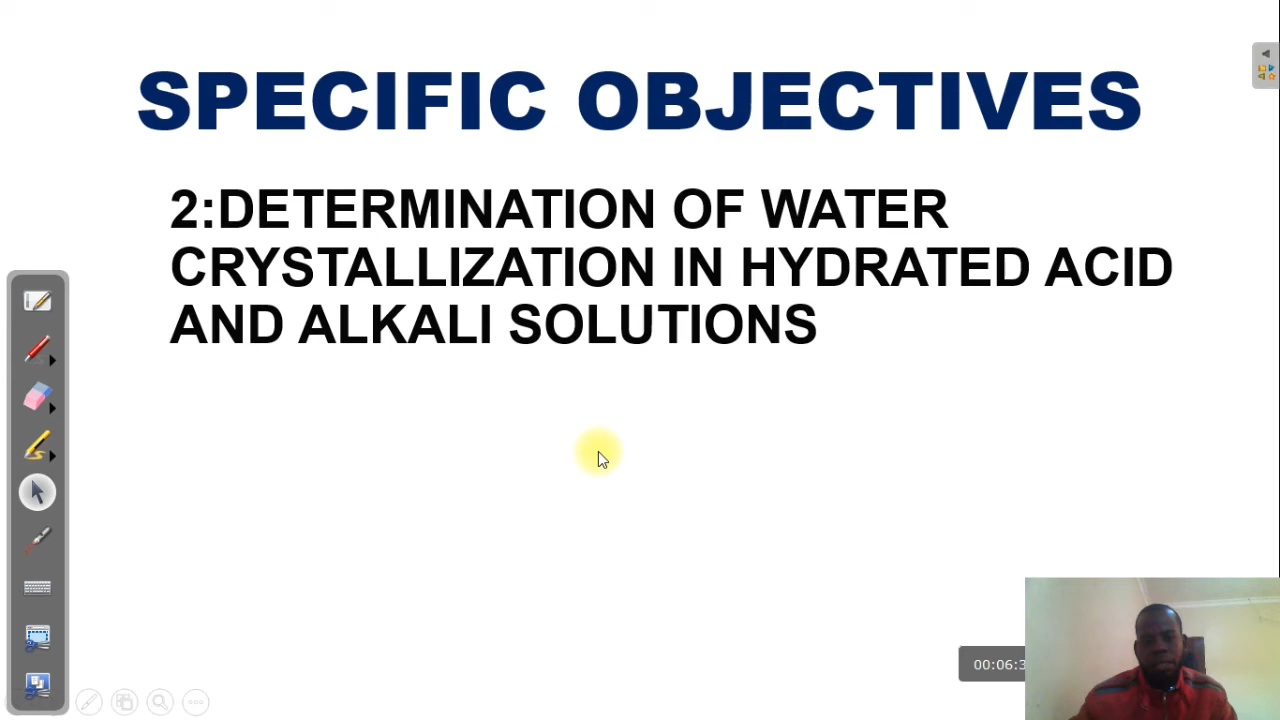 SPECIFIC OBJECTIVES
2:DETERMINATION OF WATER
CRYSTALLIZATION IN HYDRATED ACID
AND ALKALI SOLUTIONS
00:06:3